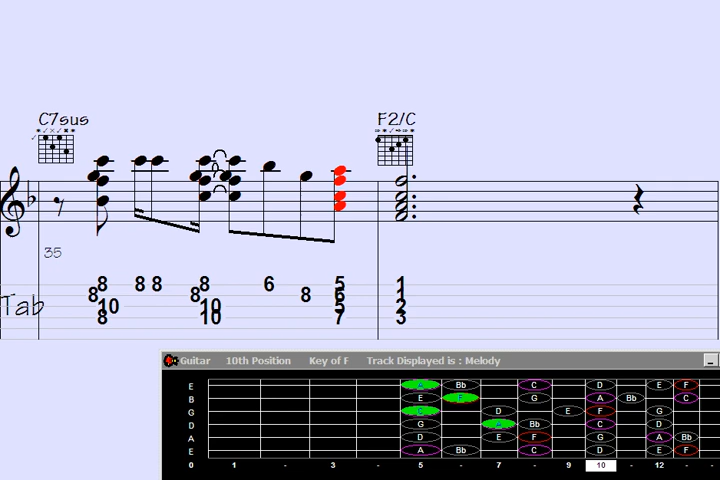 C7sus F2/C
35
8 8 8 8 6 5 1
8 8 8 6 1
Tab 10 10 5 2
8 10 7 3
Guitar 10th Position Key of F Track Displayed is : Melody
E A Bb C D E F
B E F G A Bb C
G C D E F G
D G A Bb C D
A D E F G A Bb
E A Bb C D E F
0 1 - 3 - 5 - 7 - 9 10 - 12 - -